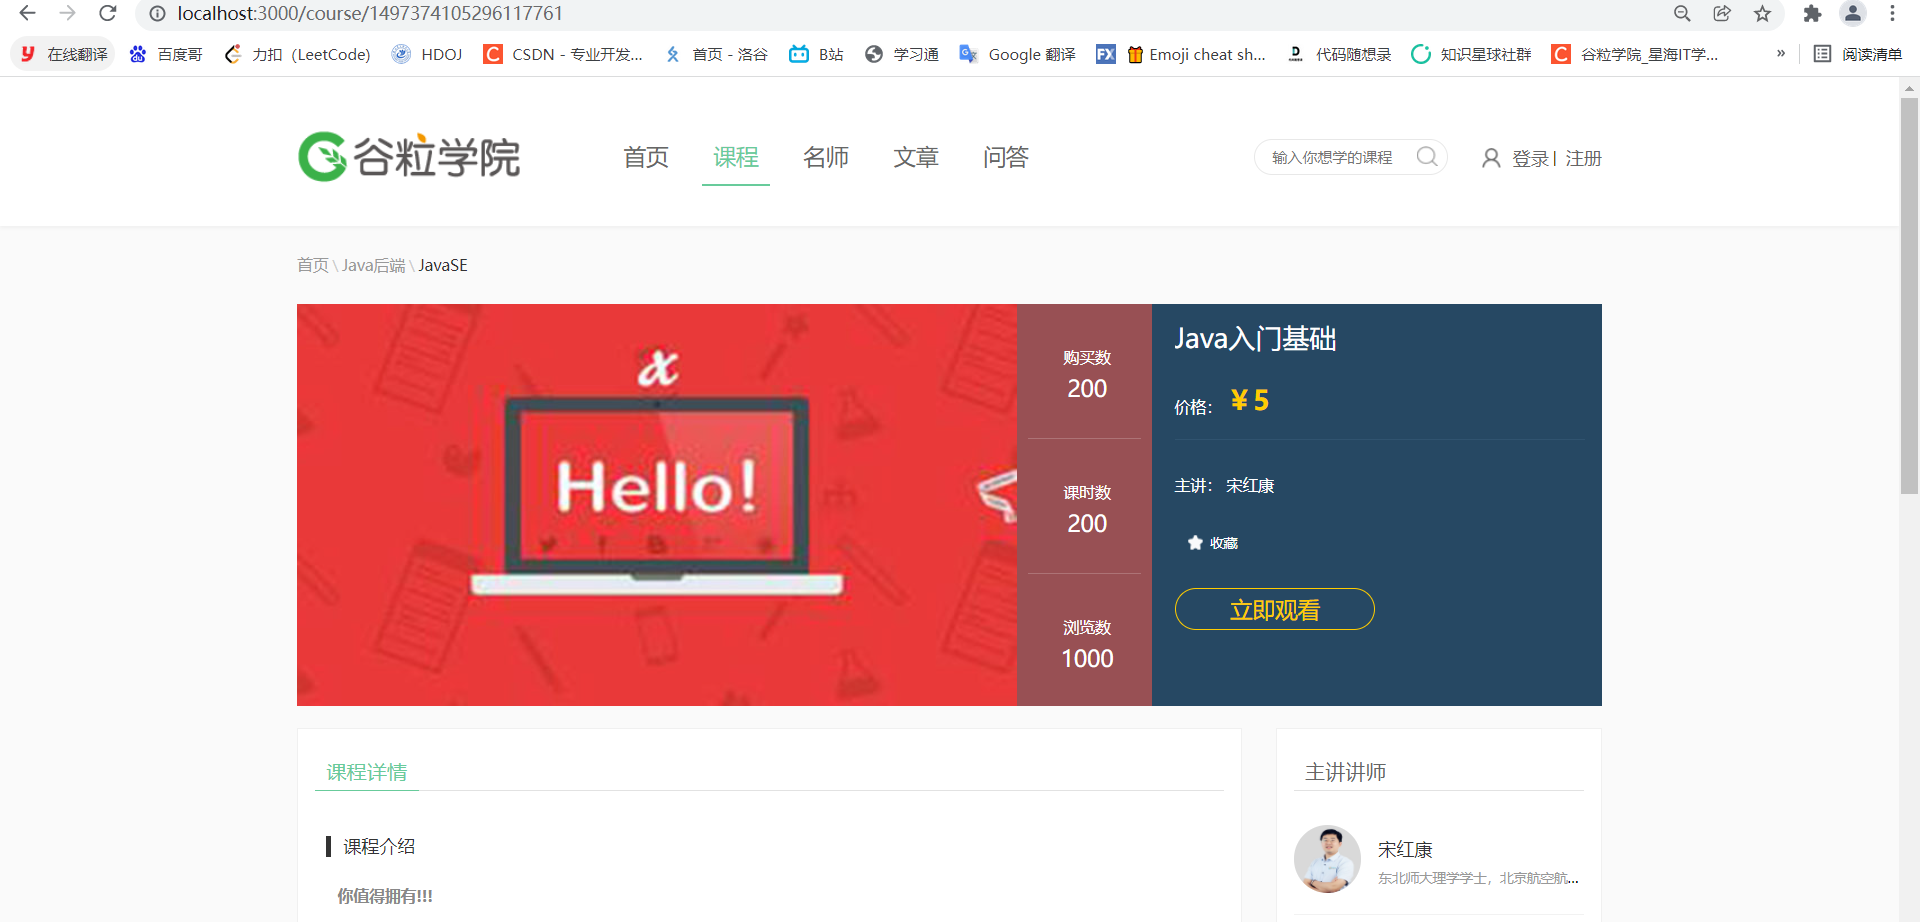 localhost:3000/course/1497374105296117761
在线翻译 百度哥 力扣（LeetCode） HDOJ CSDN - 专业开发... 首页 - 洛谷 B站 学习通 Google 翻译 FX Emoji cheat sh... 代码随想录 知识星球社群 谷粒学院_星海IT学... » 阅读清单
谷粒学院 首页 课程 名师 文章 问答 输入你想学的课程 登录 | 注册
首页 \ Java后端 \ JavaSE
Hello!
购买数
200
课时数
200
浏览数
1000
Java入门基础
价格： ￥5
主讲： 宋红康
收藏
立即观看
课程详情
课程介绍
你值得拥有!!!
主讲讲师
宋红康
东北师大理学学士，北京航空航...